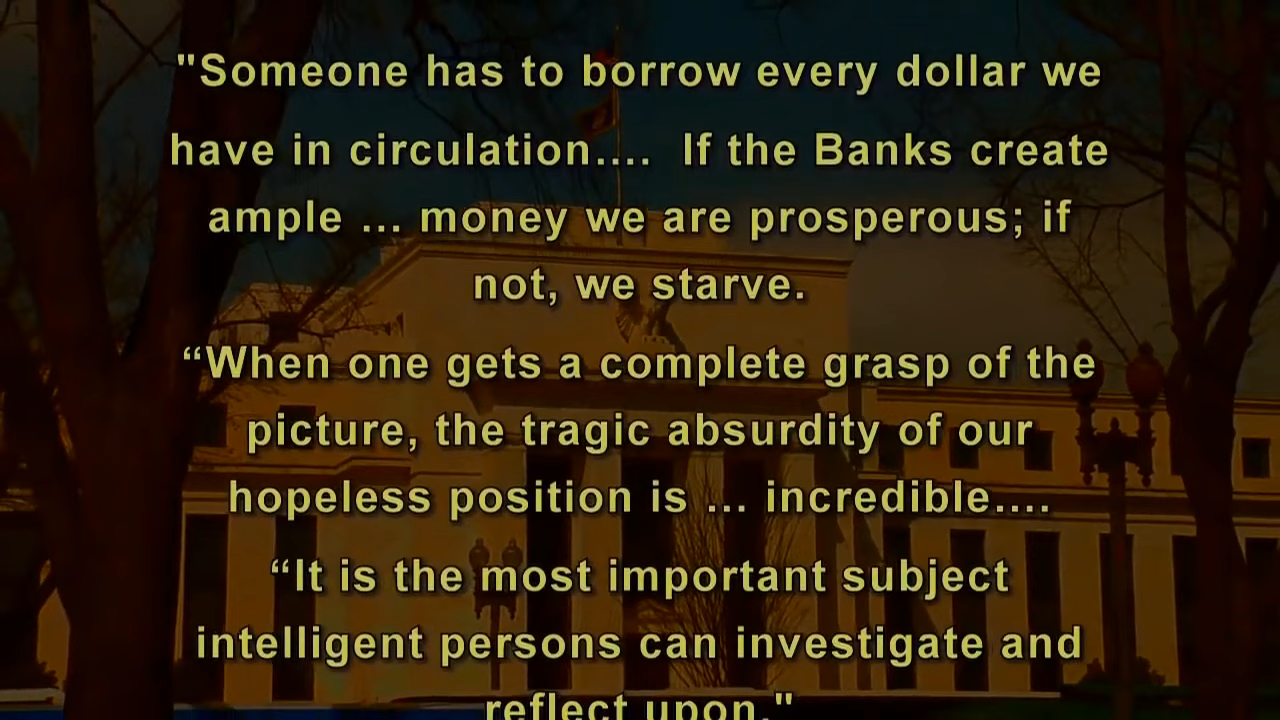 "Someone has to borrow every dollar we
have in circulation....  If the Banks create
ample ... money we are prosperous; if
not, we starve.
“When one gets a complete grasp of the
picture, the tragic absurdity of our
hopeless position is ... incredible....
“It is the most important subject
intelligent persons can investigate and
reflect upon."